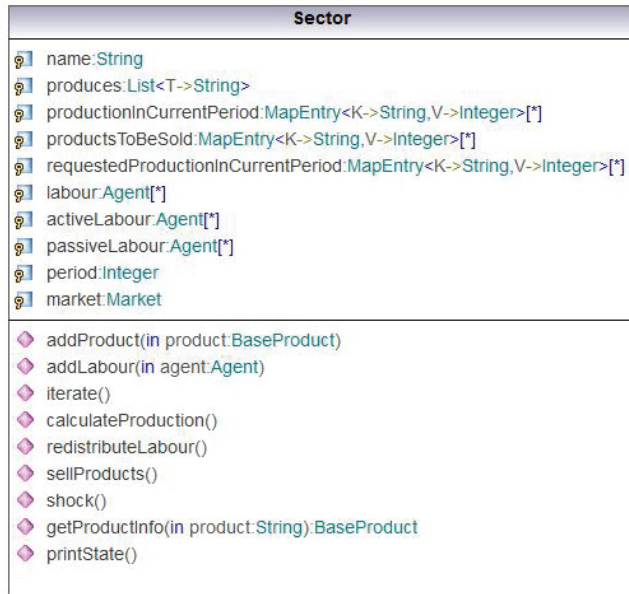 Sector
name:String
produces:List<T->String>
productionInCurrentPeriod:MapEntry<K->String,V->Integer>[*]
productsToBeSold:MapEntry<K->String,V->Integer>[*]
requestedProductionInCurrentPeriod:MapEntry<K->String,V->Integer>[*]
labour:Agent[*]
activeLabour:Agent[*]
passiveLabour:Agent[*]
period:Integer
market:Market
addProduct(in product:BaseProduct)
addLabour(in agent:Agent)
iterate()
calculateProduction()
redistributeLabour()
sellProducts()
shock()
getProductInfo(in product:String):BaseProduct
printState()